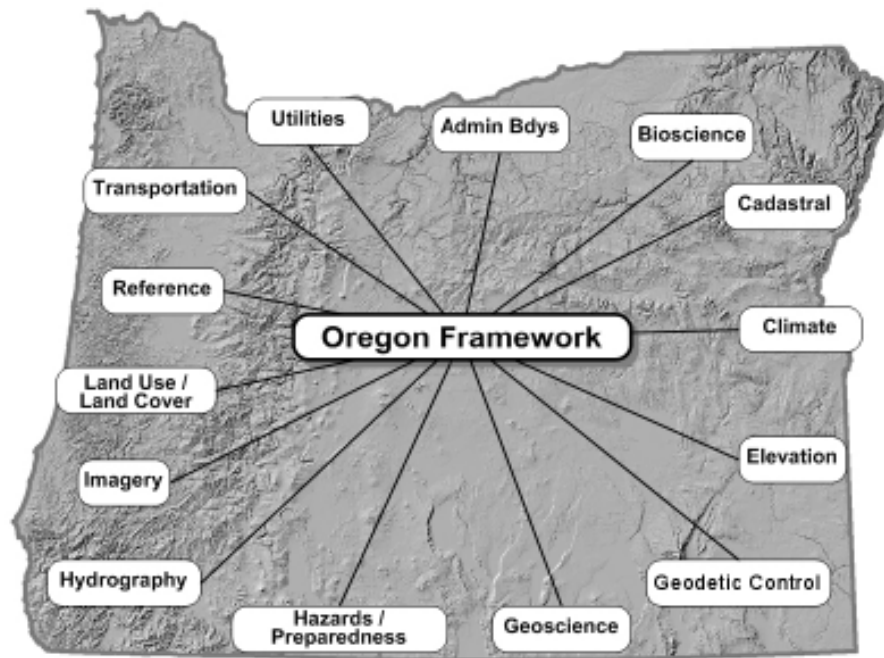 Utilities
Admin Bdys
Bioscience
Transportation
Cadastral
Reference
Oregon Framework
Climate
Land Use /
Land Cover
Elevation
Imagery
Hydrography
Geodetic Control
Hazards /
Preparedness
Geoscience